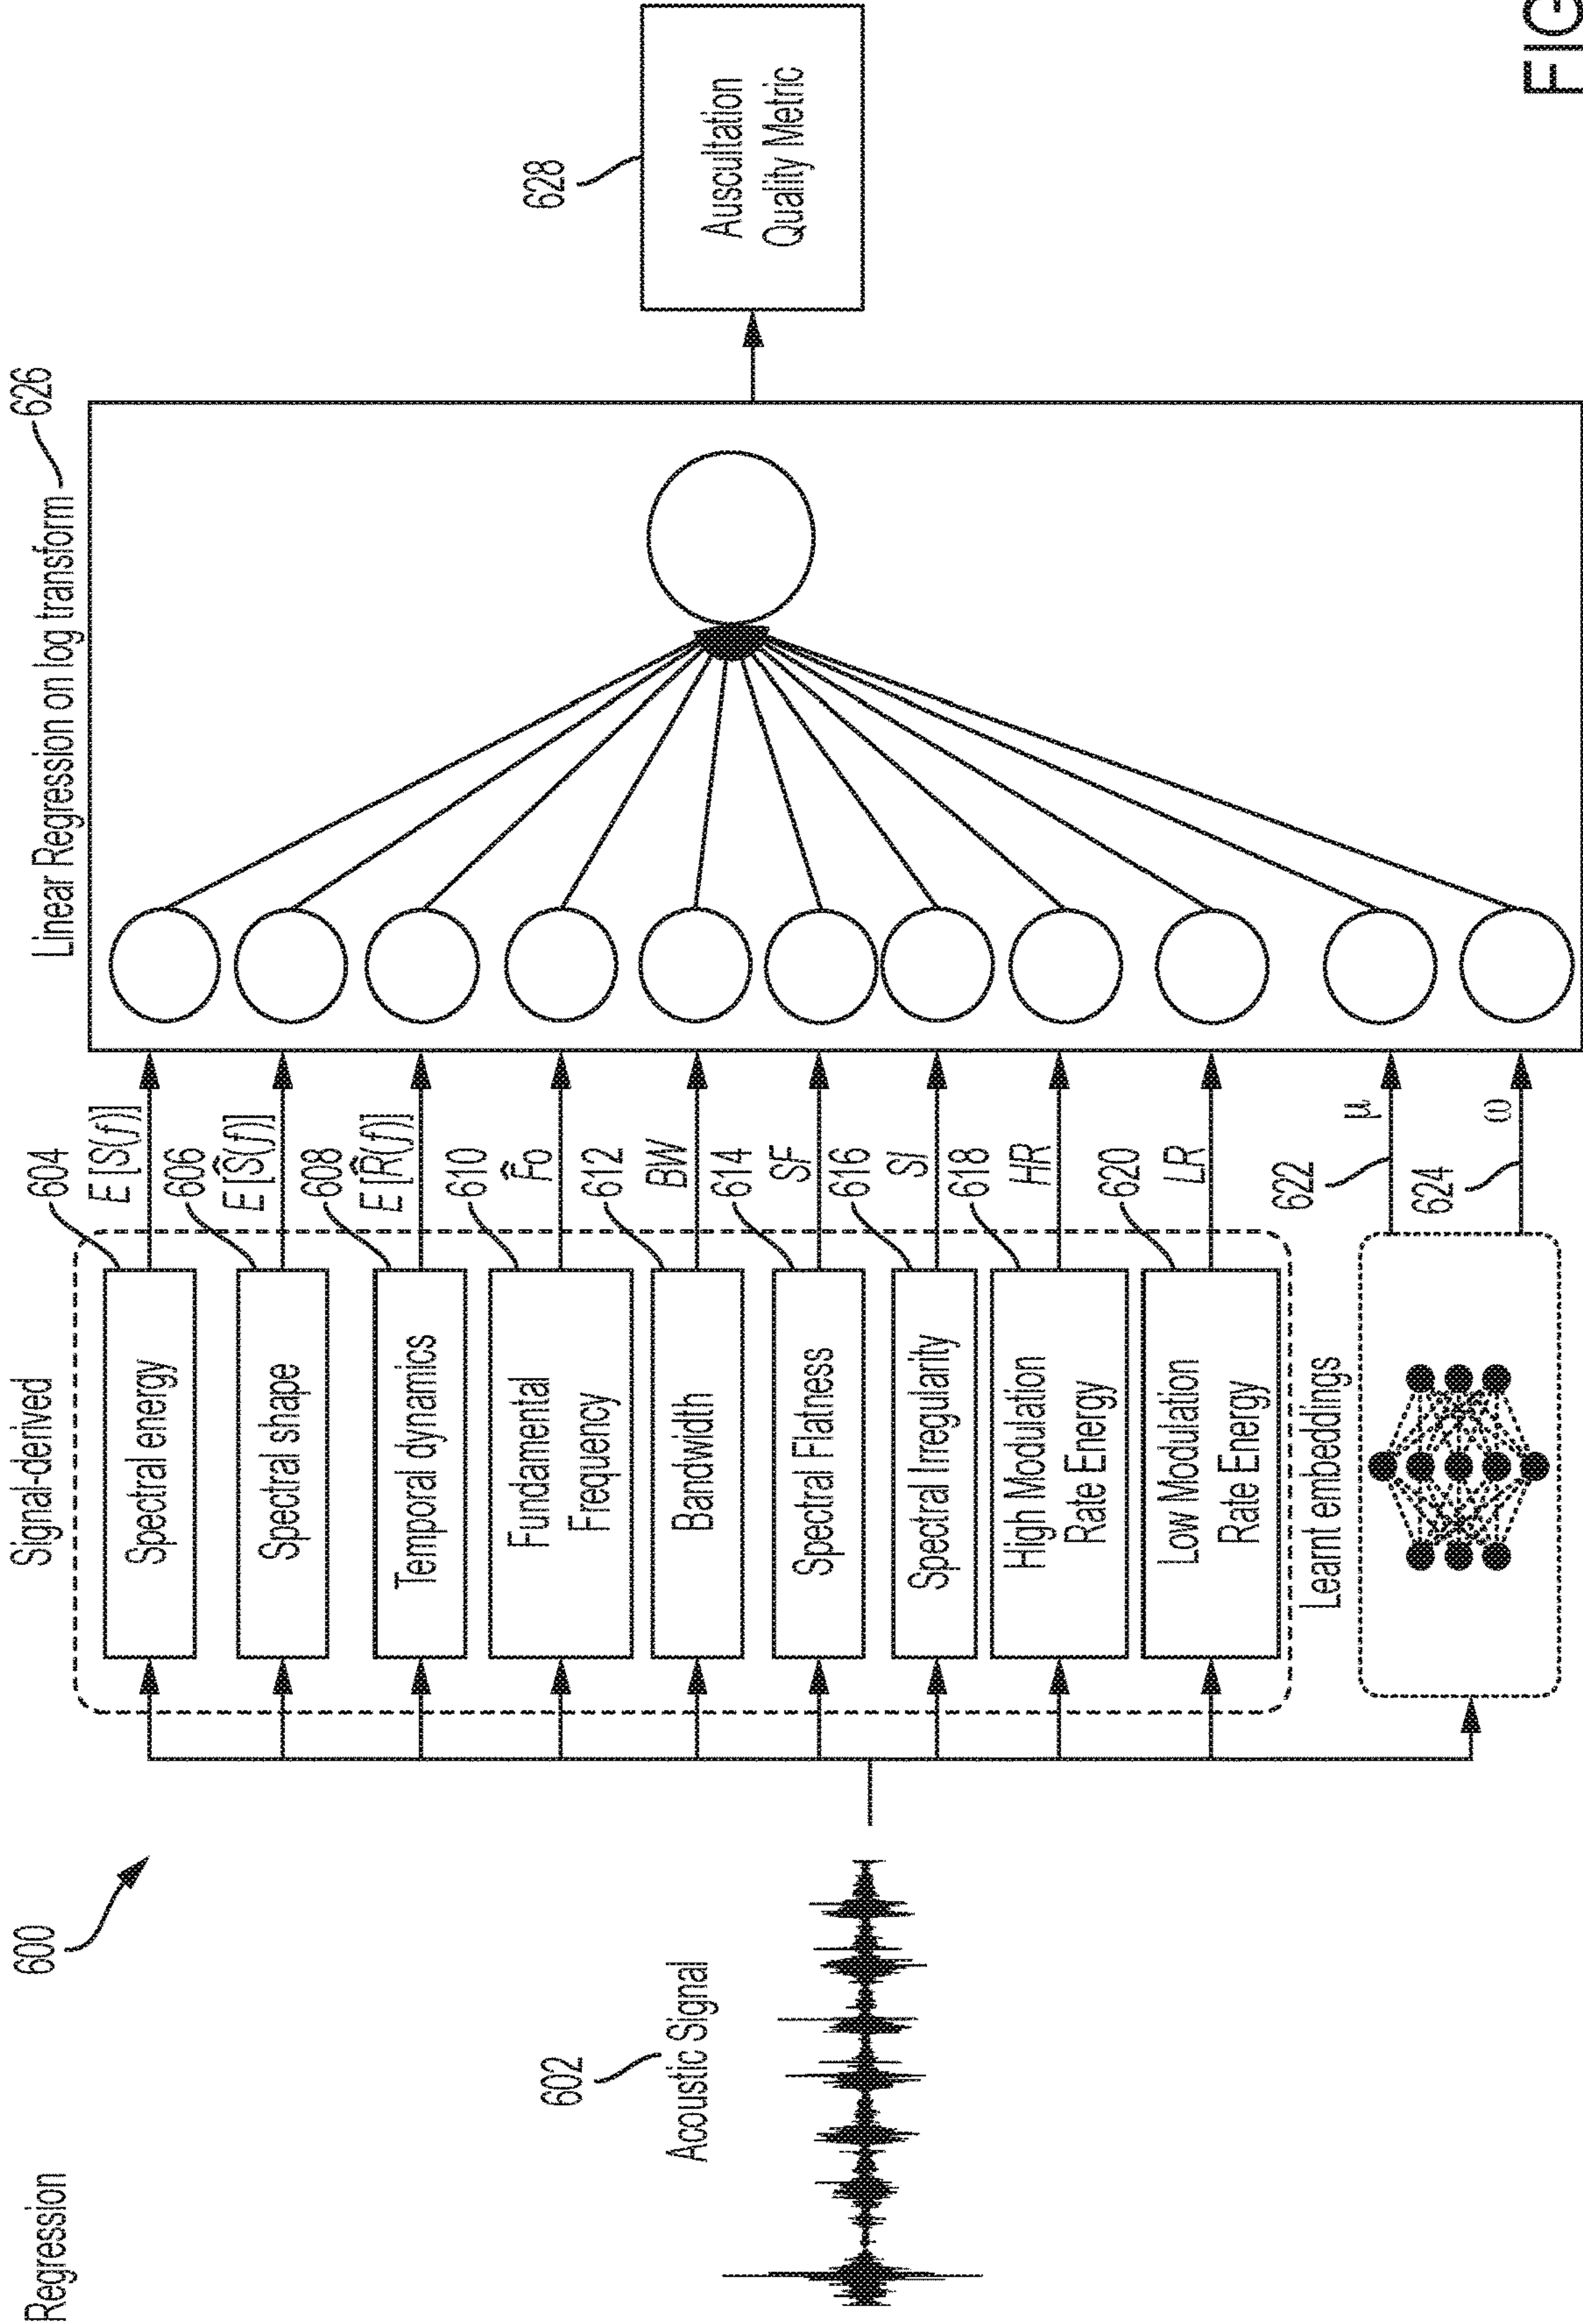 Regression
600
602
Acoustic Signal
Signal-derived
604
Spectral energy
E [S(f)]
606
Spectral shape
E [Ŝ(f)]
608
Temporal dynamics
E [R̂(f)]
610
Fundamental
Frequency
F̂o
612
Bandwidth
BW
614
Spectral Flatness
SF
616
Spectral Irregularity
SI
618
High Modulation
Rate Energy
HR
620
Low Modulation
Rate Energy
LR
Learnt embeddings
622
μ
624
ω
Linear Regression on log transform
626
628
Auscultation
Quality Metric
FIG